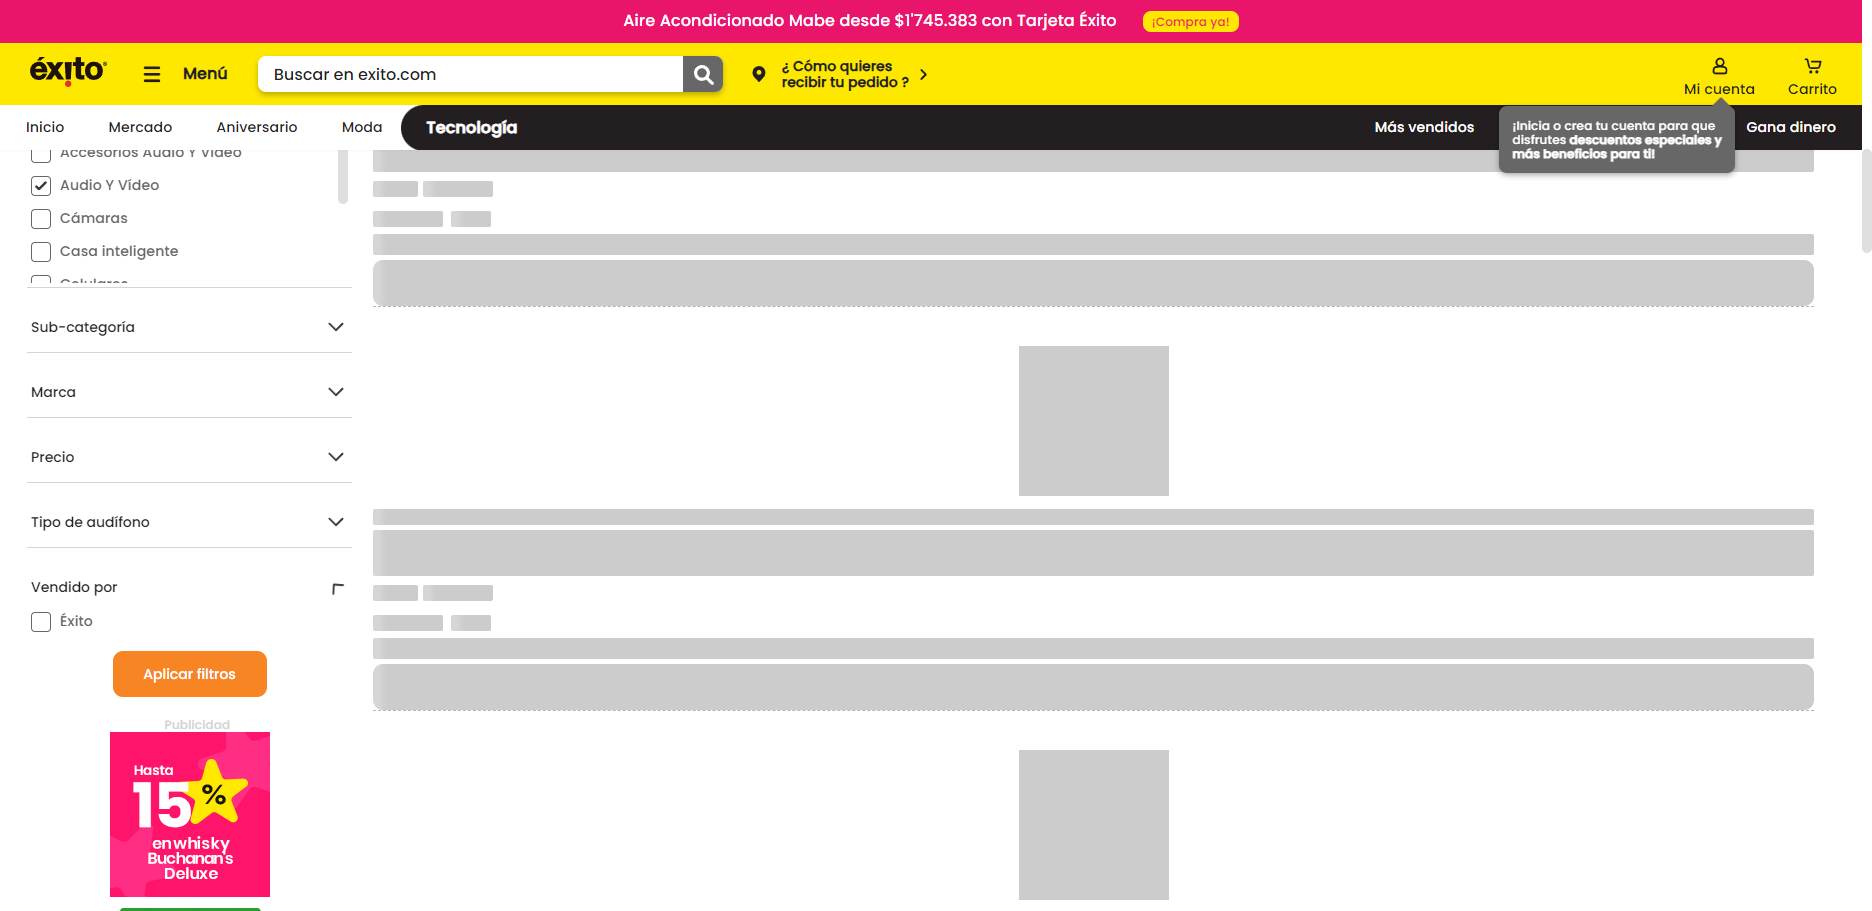 Aire Acondicionado Mabe desde $1'745.383 con Tarjeta Éxito
¡Compra ya!
éxito
Menú
Buscar en exito.com
¿ Cómo quieres
recibir tu pedido ?
Mi cuenta
Carrito
Inicio
Mercado
Aniversario
Moda
Tecnología
Más vendidos
Gana dinero
¡Inicia o crea tu cuenta para que
disfrutes descuentos especiales y
más beneficios para ti!
Accesorios Audio Y Video
Audio Y Vídeo
Cámaras
Casa inteligente
Celulares
Sub-categoría
Marca
Precio
Tipo de audífono
Vendido por
Éxito
Aplicar filtros
Publicidad
Hasta
15%
en whisky
Buchanan's
Deluxe